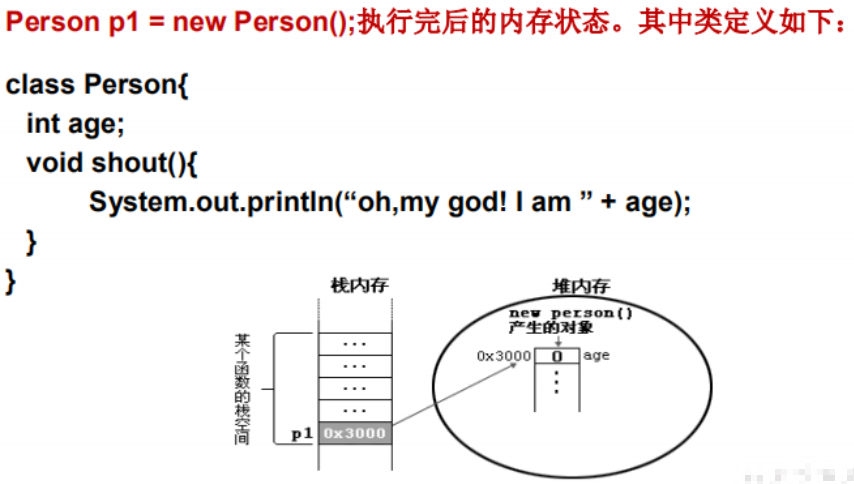 Person p1 = new Person();执行完后的内存状态。其中类定义如下：
class Person{
int age;
void shout(){
System.out.println(“oh,my god! I am ” + age);
}
}
栈内存
堆内存
new person()
产生的对象
某个函数的栈空间
...
...
...
...
p1 0x3000
0x3000 0 age